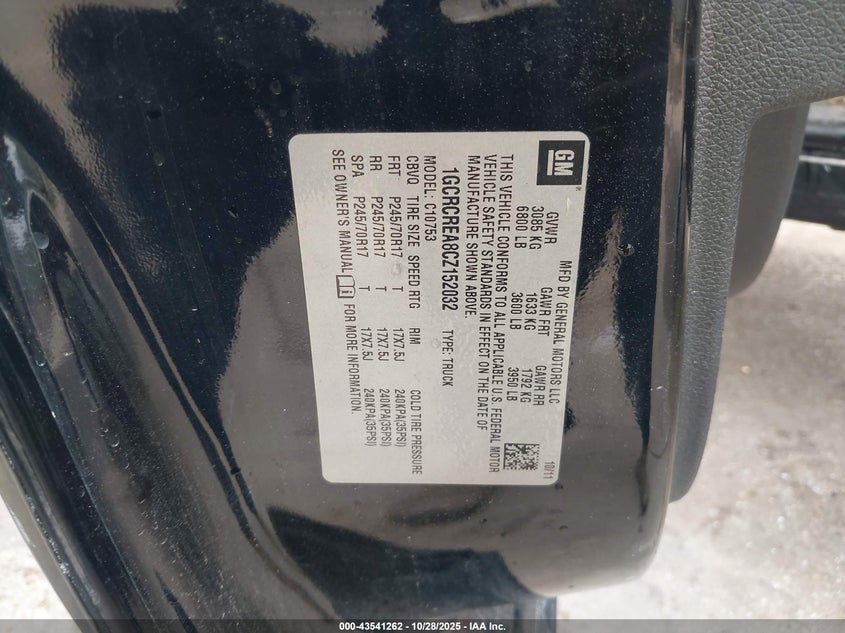 GM
MFD BY GENERAL MOTORS LLC
10/11
GVWR GAWR FRT GAWR RR
3085 KG 1633 KG 1792 KG
6800 LB 3600 LB 3950 LB
THIS VEHICLE CONFORMS TO ALL APPLICABLE U.S. FEDERAL MOTOR
VEHICLE SAFETY STANDARDS IN EFFECT ON THE DATE OF
MANUFACTURE SHOWN ABOVE.
1GCRCREA8CZ152032 TYPE: TRUCK
MODEL: C10753
CBVQ TIRE SIZE SPEED RTG RIM COLD TIRE PRESSURE
FRT P245/70R17 T 17X7.5J 240KPA(35PSI)
RR P245/70R17 T 17X7.5J 240KPA(35PSI)
SPA P245/70R17 T 17X7.5J 240KPA(35PSI)
SEE OWNER'S MANUAL FOR MORE INFORMATION.
000-43541262 - 10/28/2025 - IAA Inc.